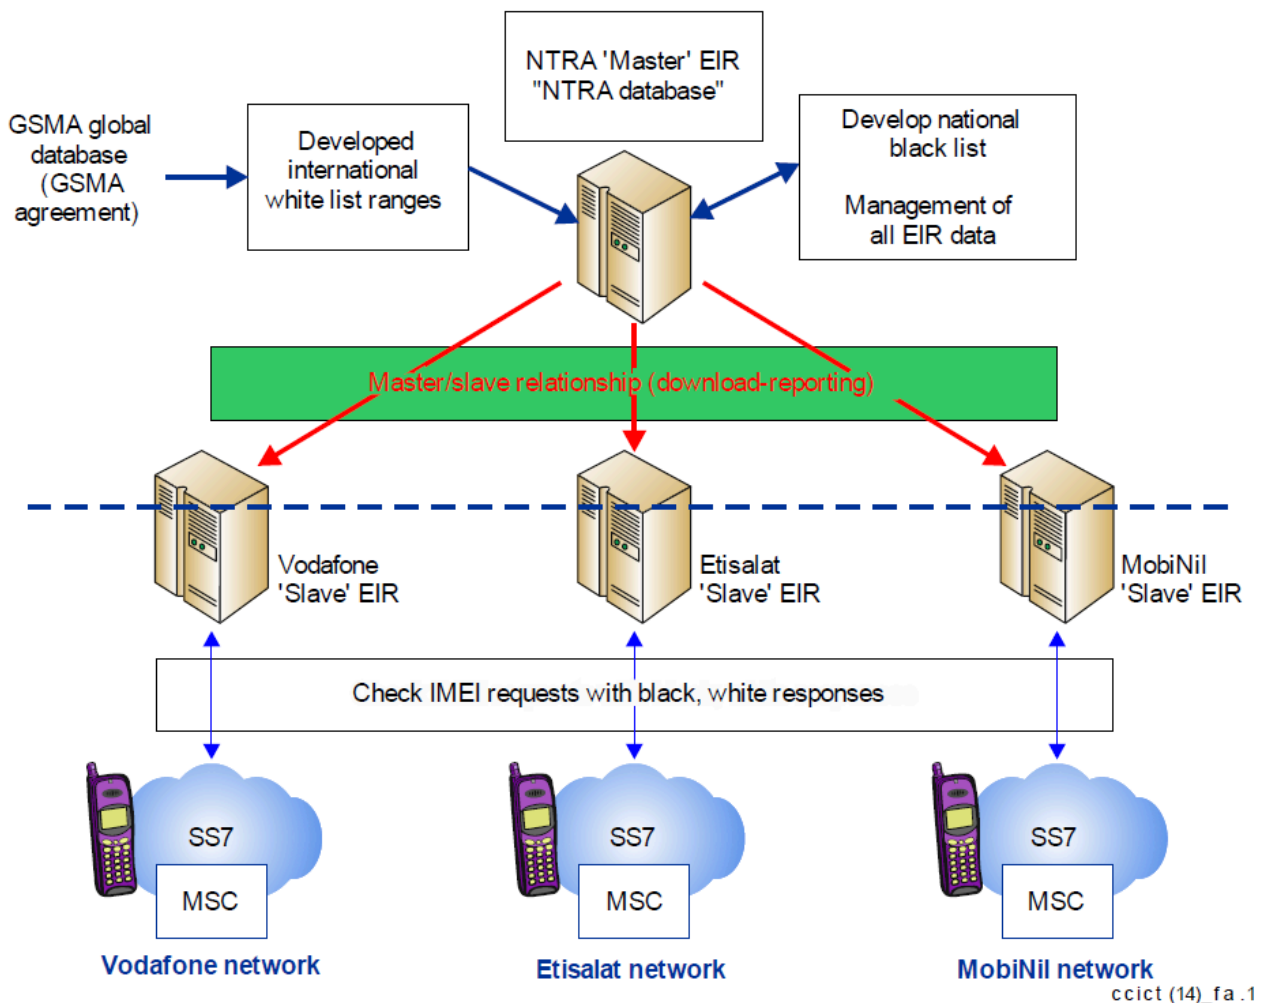 NTRA 'Master' EIR
"NTRA database"
GSMA global
database
(GSMA
agreement)
Developed
international
white list ranges
Develop national
black list
Management of
all EIR data
Master/slave relationship (download-reporting)
Vodafone
'Slave' EIR
Etisalat
'Slave' EIR
MobiNil
'Slave' EIR
Check IMEI requests with black, white responses
SS7
MSC
SS7
MSC
SS7
MSC
Vodafone network
Etisalat network
MobiNil network
ccict (14)_fa .1